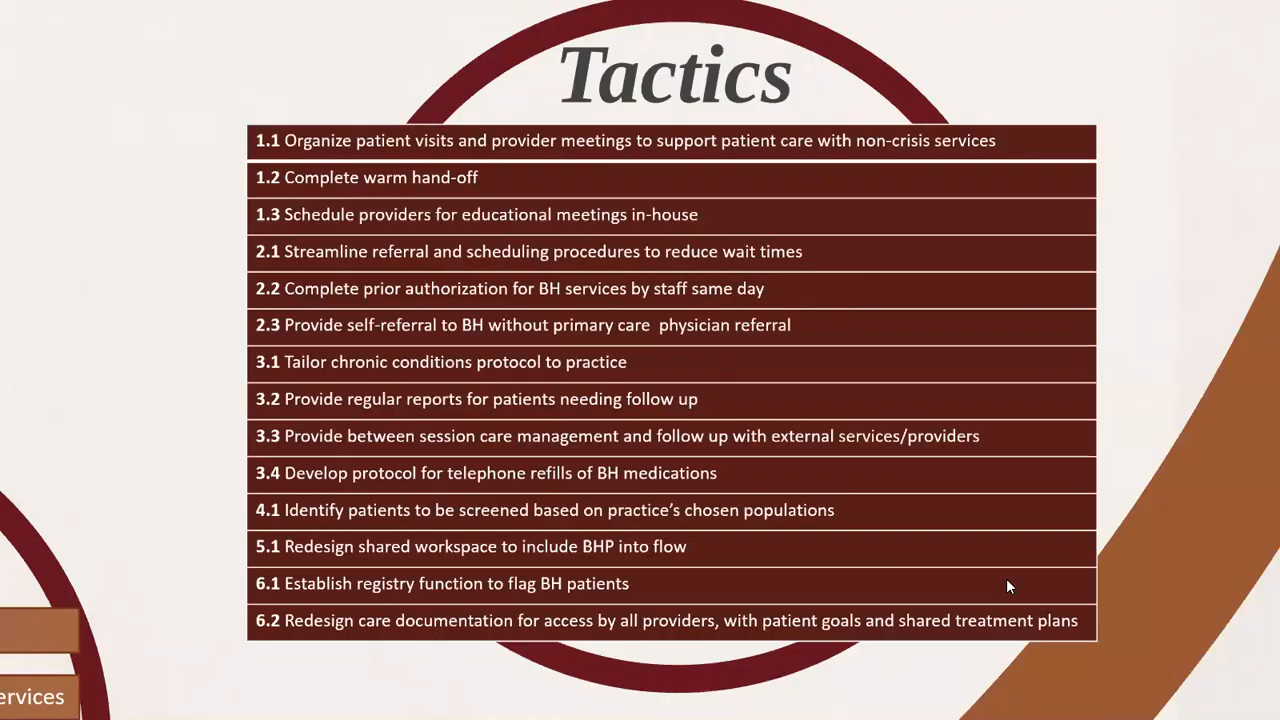 Tactics
1.1 Organize patient visits and provider meetings to support patient care with non-crisis services
1.2 Complete warm hand-off
1.3 Schedule providers for educational meetings in-house
2.1 Streamline referral and scheduling procedures to reduce wait times
2.2 Complete prior authorization for BH services by staff same day
2.3 Provide self-referral to BH without primary care  physician referral
3.1 Tailor chronic conditions protocol to practice
3.2 Provide regular reports for patients needing follow up
3.3 Provide between session care management and follow up with external services/providers
3.4 Develop protocol for telephone refills of BH medications
4.1 Identify patients to be screened based on practice's chosen populations
5.1 Redesign shared workspace to include BHP into flow
6.1 Establish registry function to flag BH patients
6.2 Redesign care documentation for access by all providers, with patient goals and shared treatment plans
ervices